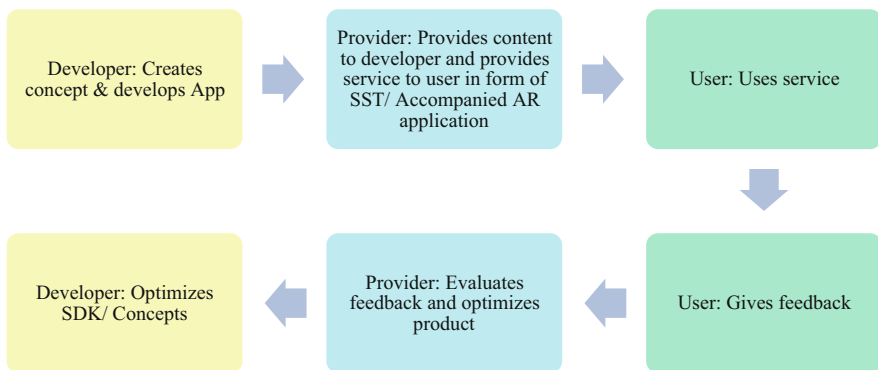 Developer: Creates
concept & develops App
Provider: Provides content
to developer and provides
service to user in form of
SST/ Accompanied AR
application
User: Uses service
Developer: Optimizes
SDK/ Concepts
Provider: Evaluates
feedback and optimizes
product
User: Gives feedback